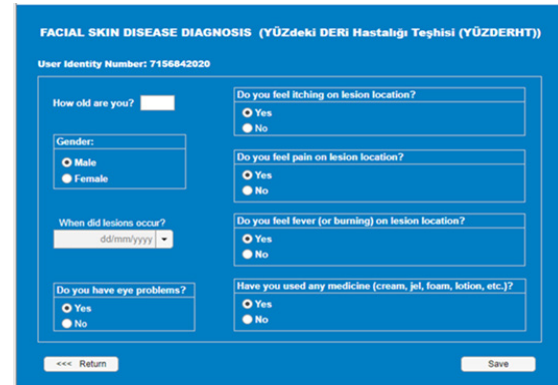 FACIAL SKIN DISEASE DIAGNOSIS (YÜZdeki DERi Hastalığı Teşhisi (YÜZDERHT))
User Identity Number: 7156842020
How old are you?
Gender:
Male
Female
When did lesions occur?
dd/mm/yyyy
Do you have eye problems?
Yes
No
Do you feel itching on lesion location?
Yes
No
Do you feel pain on lesion location?
Yes
No
Do you feel fever (or burning) on lesion location?
Yes
No
Have you used any medicine (cream, jel, foam, lotion, etc.)?
Yes
No
<<< Return
Save